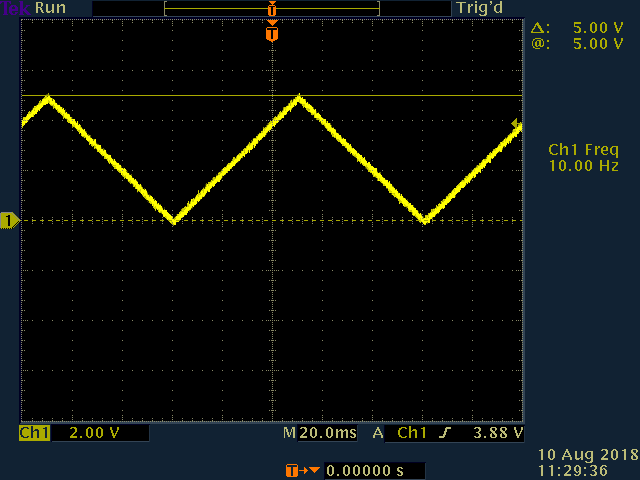 Tek Run Trig'd
T
T
Δ: 5.00 V
@: 5.00 V
Ch1 Freq
10.00 Hz
1
Ch1 2.00 V M 20.0ms A Ch1 3.88 V
T 0.00000 s
10 Aug 2018
11:29:36